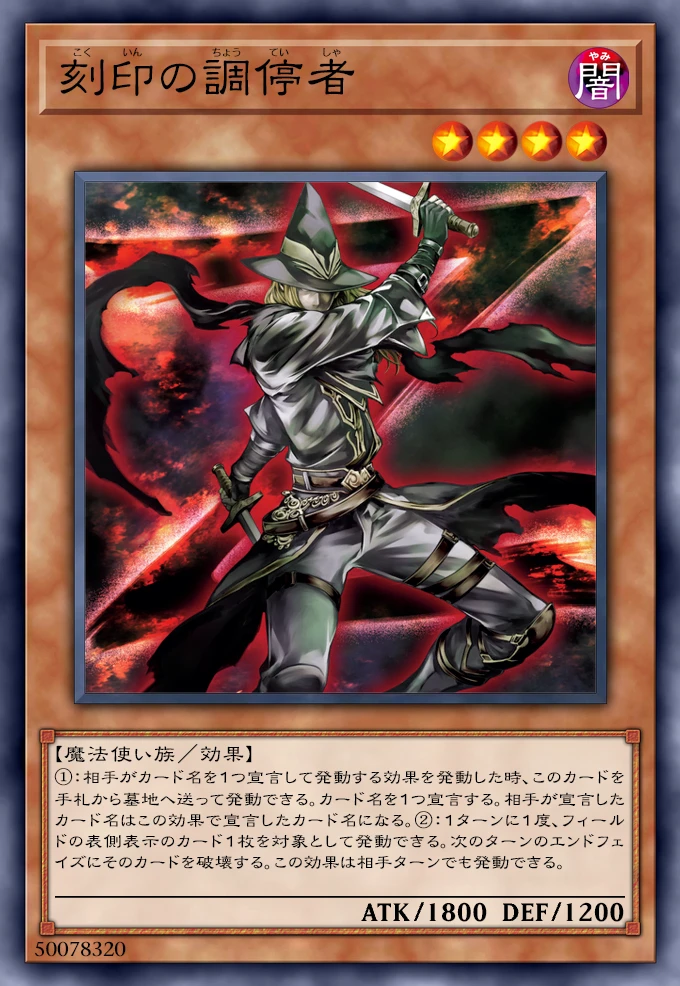 こく いん ちょう てい しゃ
刻印の調停者
やみ
闇
【魔法使い族／効果】
①：相手がカード名を1つ宣言して発動する効果を発動した時、このカードを
手札から墓地へ送って発動できる。カード名を1つ宣言する。相手が宣言した
カード名はこの効果で宣言したカード名になる。②：1ターンに1度、フィール
ドの表側表示のカード1枚を対象として発動できる。次のターンのエンドフェ
イズにそのカードを破壊する。この効果は相手ターンでも発動できる。
ATK/1800 DEF/1200
50078320